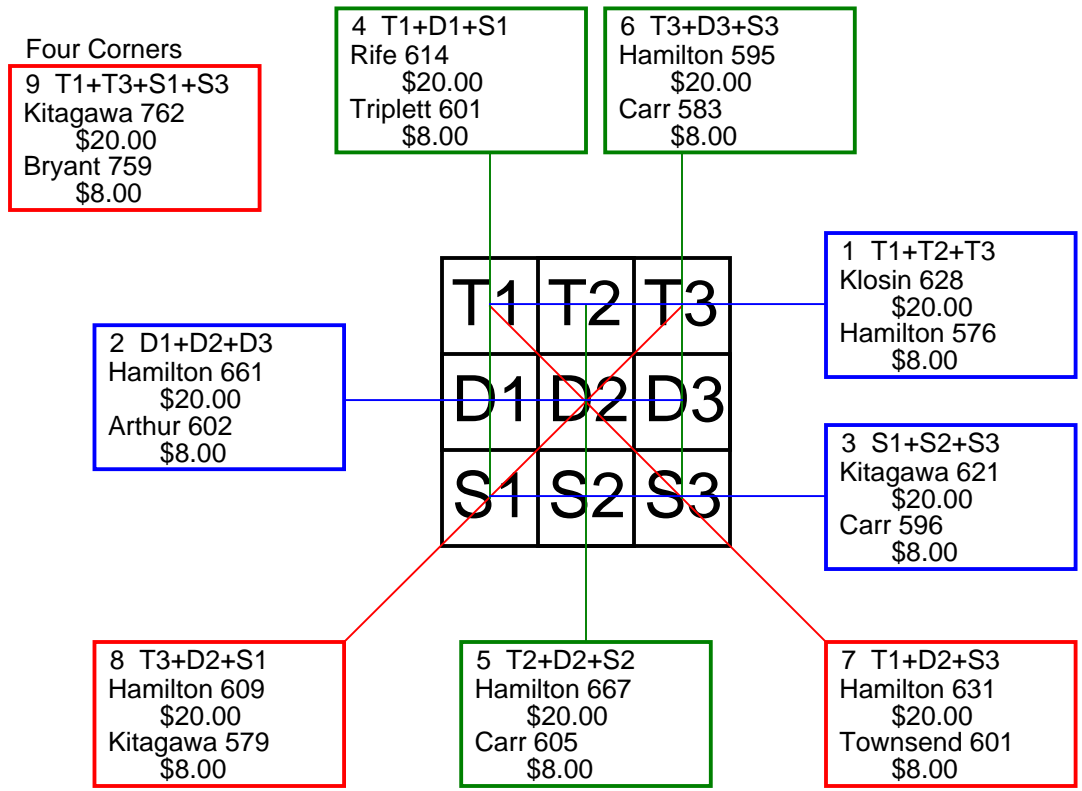 Four Corners
9 T1+T3+S1+S3
Kitagawa 762
$20.00
Bryant 759
$8.00
4 T1+D1+S1
Rife 614
$20.00
Triplett 601
$8.00
6 T3+D3+S3
Hamilton 595
$20.00
Carr 583
$8.00
1 T1+T2+T3
Klosin 628
$20.00
Hamilton 576
$8.00
2 D1+D2+D3
Hamilton 661
$20.00
Arthur 602
$8.00
T1 T2 T3
D1 D2 D3
S1 S2 S3
3 S1+S2+S3
Kitagawa 621
$20.00
Carr 596
$8.00
8 T3+D2+S1
Hamilton 609
$20.00
Kitagawa 579
$8.00
5 T2+D2+S2
Hamilton 667
$20.00
Carr 605
$8.00
7 T1+D2+S3
Hamilton 631
$20.00
Townsend 601
$8.00